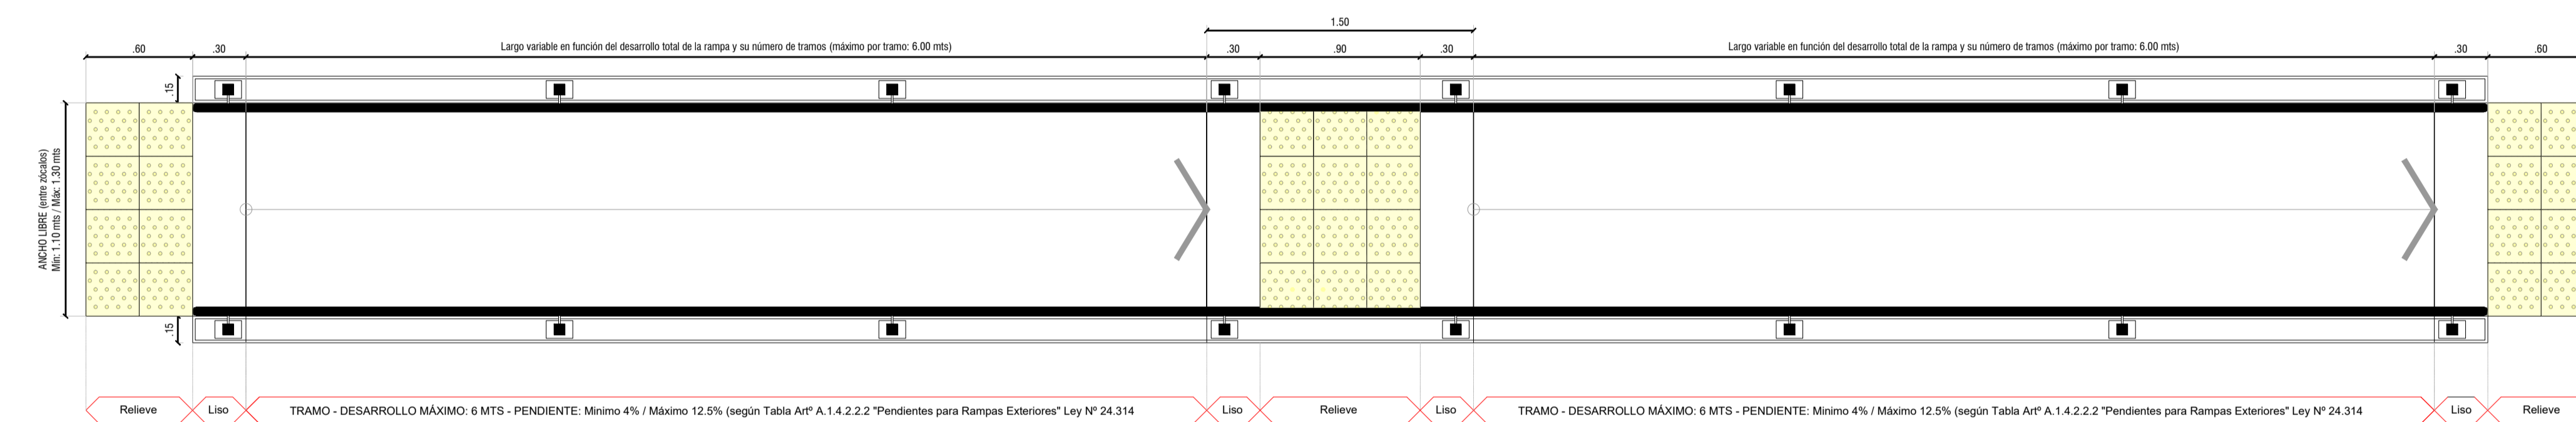 1.50
.60
.30
Largo variable en función del desarrollo total de la rampa y su número de tramos (máximo por tramo: 6.00 mts)
.30
.90
.30
Largo variable en función del desarrollo total de la rampa y su número de tramos (máximo por tramo: 6.00 mts)
.30
.60
.15
ANCHO LIBRE (entre zócalos)
Min: 1.10 mts / Máx: 1.30 mts
.15
Relieve
Liso
TRAMO - DESARROLLO MÁXIMO: 6 MTS - PENDIENTE: Minimo 4% / Máximo 12.5% (según Tabla Artº A.1.4.2.2.2 "Pendientes para Rampas Exteriores" Ley Nº 24.314
Liso
Relieve
Liso
TRAMO - DESARROLLO MÁXIMO: 6 MTS - PENDIENTE: Minimo 4% / Máximo 12.5% (según Tabla Artº A.1.4.2.2.2 "Pendientes para Rampas Exteriores" Ley Nº 24.314
Liso
Relieve